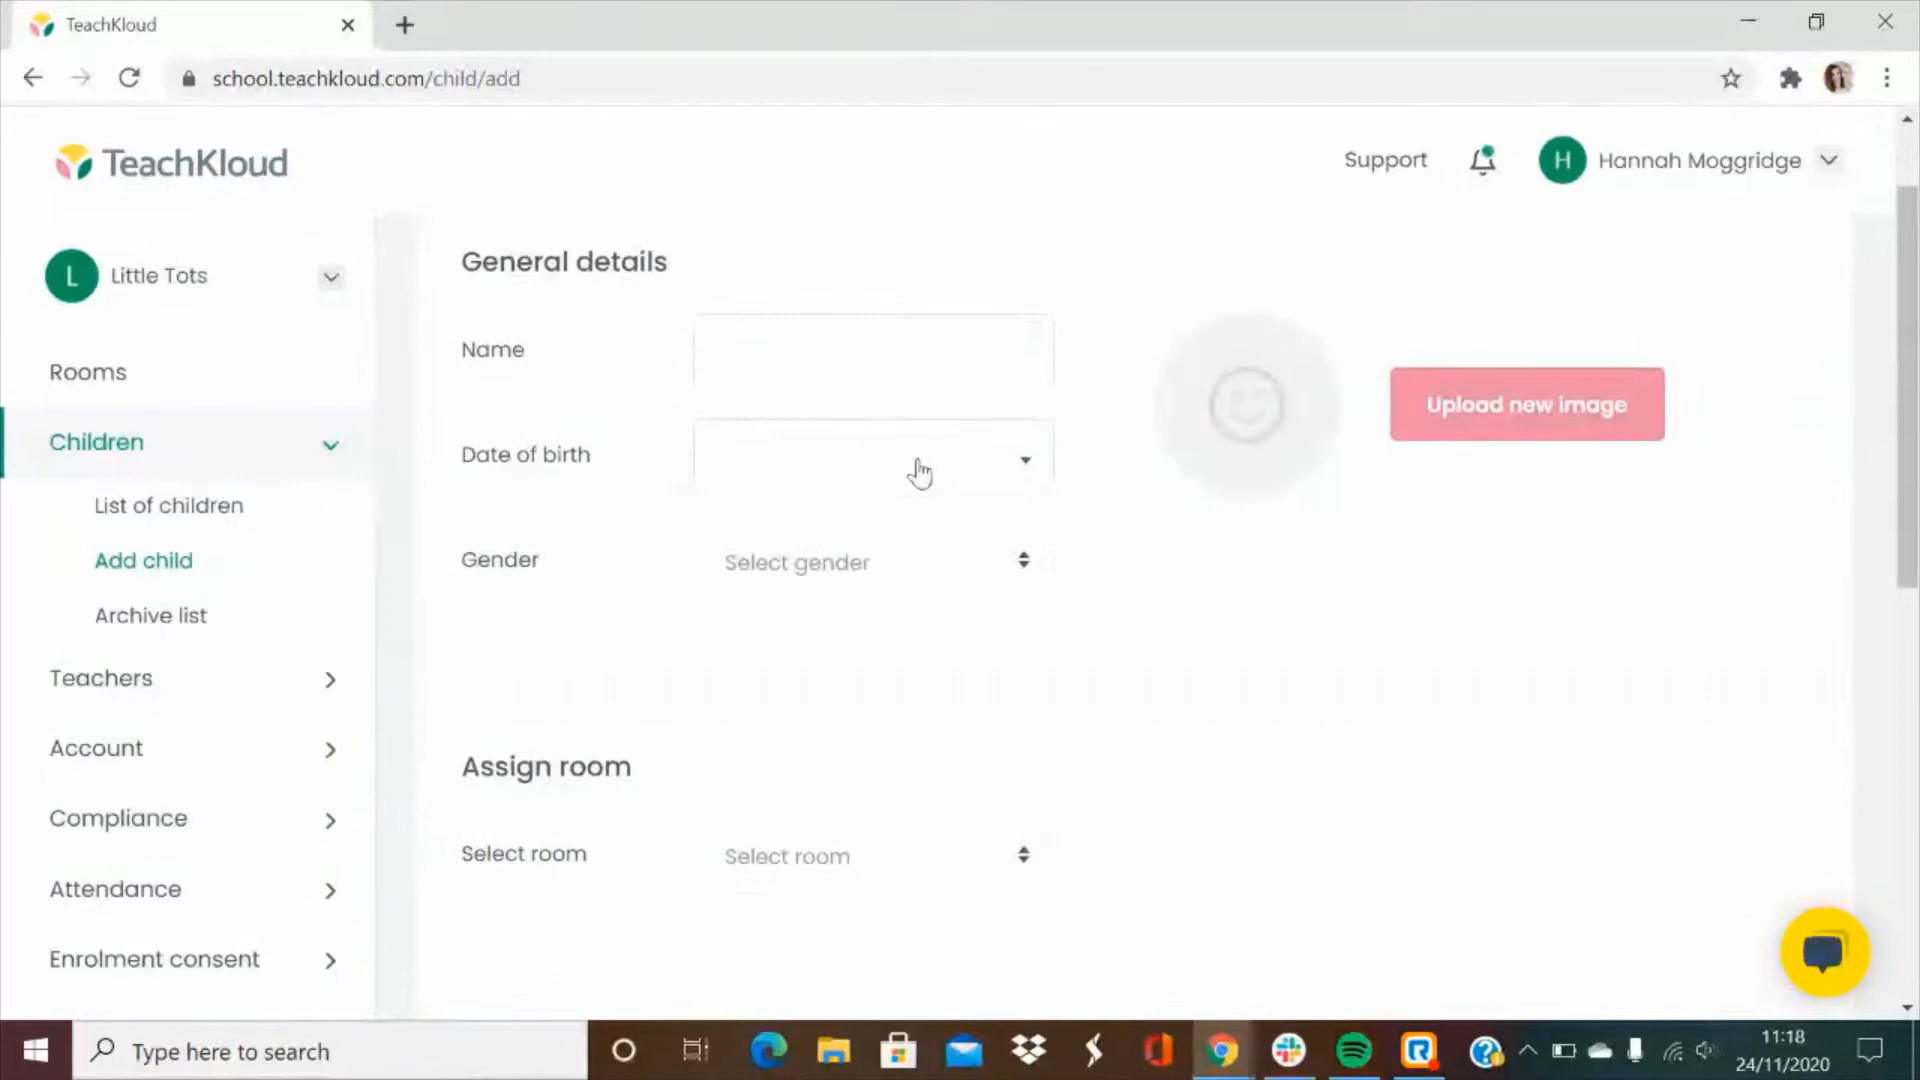 TeachKloud
school.teachkloud.com/child/add
TeachKloud
Support
H
Hannah Moggridge
L
Little Tots
Rooms
Children
List of children
Add child
Archive list
Teachers
Account
Compliance
Attendance
Enrolment consent
General details
Name
Date of birth
Gender
Select gender
Upload new image
Assign room
Select room
Select room
Type here to search
11:18
24/11/2020